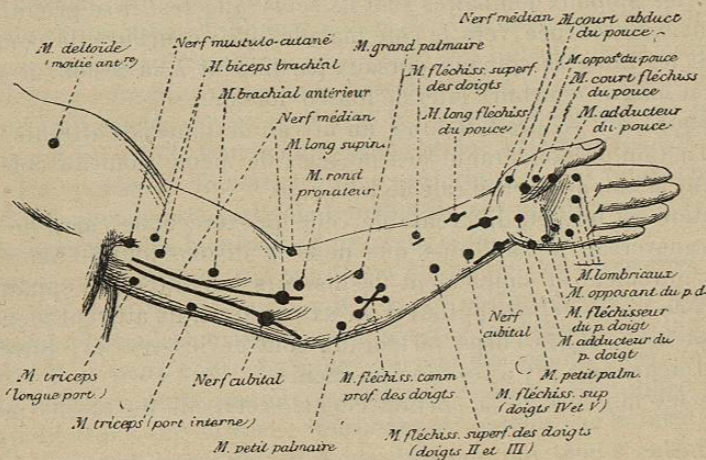 M. deltoïde
(moitié antre)
Nerf mustulo-cutané
M. biceps brachial
M. brachial antérieur
Nerf médian
M. long supin.
M. rond
pronateur
M. grand palmaire
M. fléchiss. superf.
des doigts
M. long fléchiss.
du pouce
Nerf médian
M. court abduct
du pouce
M. oppost du pouce
M. court fléchiss
du pouce
M. adducteur
du pouce
M. lombricaux
M. opposant du p. d.
M. fléchisseur
du p. doigt
M. adducteur du
p. doigt
M. petit palm.
Nerf
cubital
M. fléchiss. sup
(doigts IV et V)
M. fléchiss. superf. des doigts
(doigts II et III)
M. fléchiss. comm
prof. des doigts
M. petit palmaire
Nerf cubital
M. triceps (port interne)
M. triceps
(longue port.)